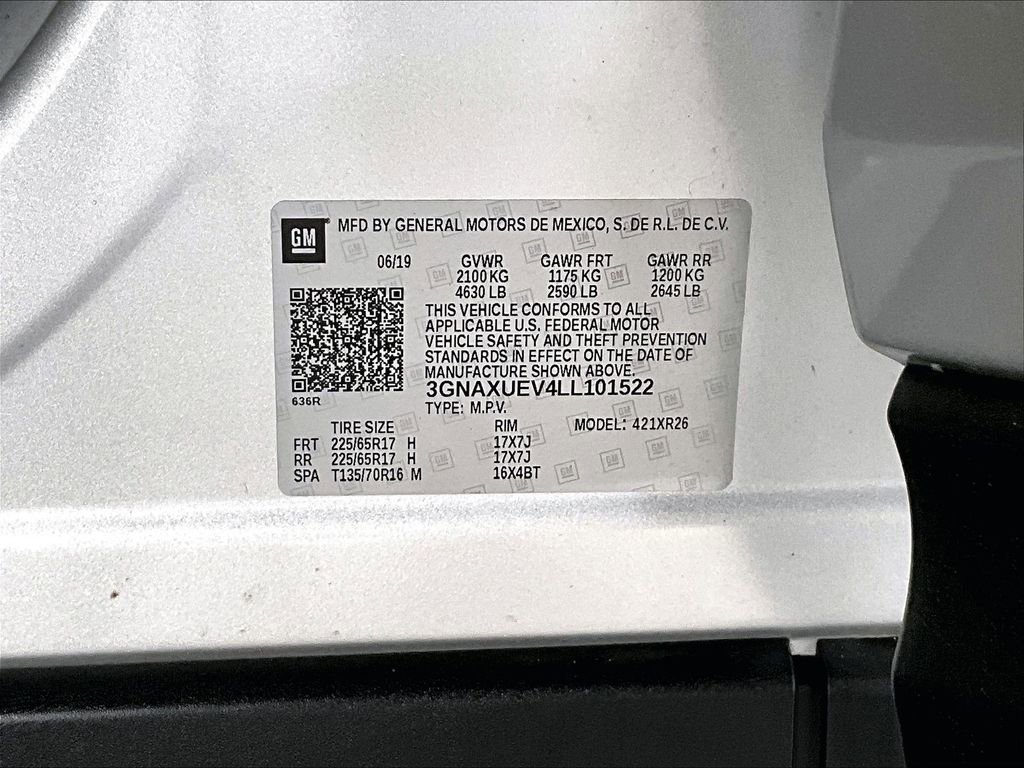 GM MFD BY GENERAL MOTORS DE MEXICO, S. DE R.L. DE C.V.
06/19 GVWR GAWR FRT GAWR RR
2100 KG 1175 KG 1200 KG
4630 LB 2590 LB 2645 LB
THIS VEHICLE CONFORMS TO ALL
APPLICABLE U.S. FEDERAL MOTOR
VEHICLE SAFETY AND THEFT PREVENTION
STANDARDS IN EFFECT ON THE DATE OF
MANUFACTURE SHOWN ABOVE.
3GNAXUEV4LL101522
636R
TYPE: M.P.V.
TIRE SIZE RIM MODEL: 421XR26
FRT 225/65R17 H 17X7J
RR 225/65R17 H 17X7J
SPA T135/70R16 M 16X4BT